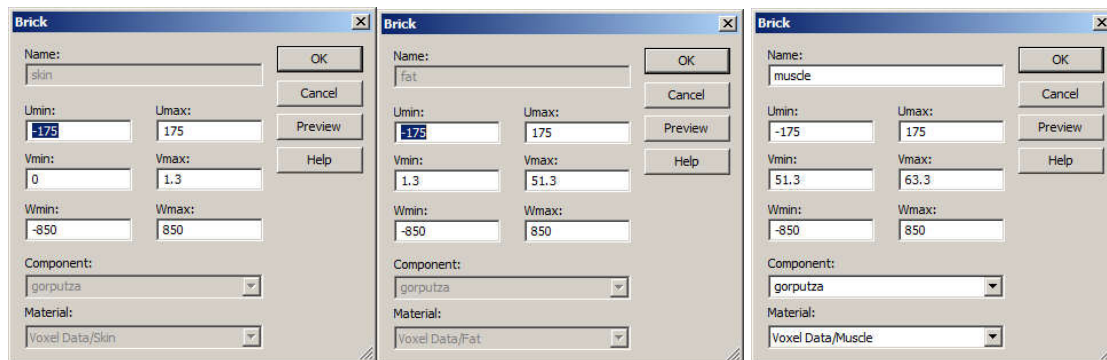 Brick
Name:
skin
OK
Cancel
Umin:
Umax:
-175
175
Preview
Vmin:
Vmax:
Help
0
1.3
Wmin:
Wmax:
-850
850
Component:
gorputza
Material:
Voxel Data/Skin
Brick
Name:
fat
OK
Cancel
Umin:
Umax:
-175
175
Preview
Vmin:
Vmax:
Help
1.3
51.3
Wmin:
Wmax:
-850
850
Component:
gorputza
Material:
Voxel Data/Fat
Brick
Name:
muscle
OK
Cancel
Umin:
Umax:
-175
175
Preview
Vmin:
Vmax:
Help
51.3
63.3
Wmin:
Wmax:
-850
850
Component:
gorputza
Material:
Voxel Data/Muscle